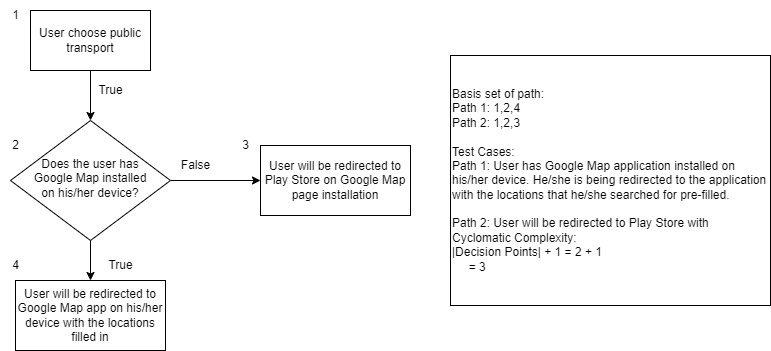 1
User choose public
transport
True
2
Does the user has
Google Map installed
on his/her device?
False
3
User will be redirected to
Play Store on Google Map
page installation
4
True
User will be redirected to
Google Map app on his/her
device with the locations
filled in
Basis set of path:
Path 1: 1,2,4
Path 2: 1,2,3
Test Cases:
Path 1: User has Google Map application installed on
his/her device. He/she is being redirected to the application
with the locations that he/she searched for pre-filled.
Path 2: User will be redirected to Play Store with
Cyclomatic Complexity:
|Decision Points| + 1 = 2 + 1
= 3